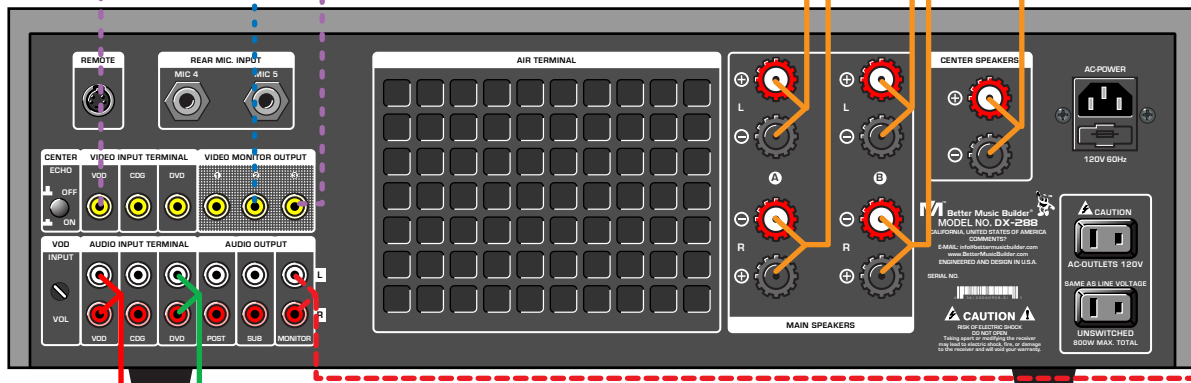 REMOTE
REAR MIC. INPUT
MIC 4
MIC 5
AIR TERMINAL
L
A
R
L
B
R
MAIN SPEAKERS
CENTER SPEAKERS
AC-POWER
120V 60Hz
CENTER
ECHO
OFF
ON
VIDEO INPUT TERMINAL
VOD
CDG
DVD
VIDEO MONITOR OUTPUT
1
2
3
VOD
INPUT
VOL
AUDIO INPUT TERMINAL
AUDIO OUTPUT
L
R
VOD
CDG
DVD
POST
SUB
MONITOR
Better Music Builder®
MODEL NO. DX-288
CALIFORNIA, UNITED STATES OF AMERICA
COMMENTS?
E-MAIL: info@bettermusicbuilder.com
www.BetterMusicBuilder.com
ENGINEERED AND DESIGN IN U.S.A.
SERIAL NO.
CAUTION
RISK OF ELECTRIC SHOCK
DO NOT OPEN
Taking apart or modifying the receiver
may lead to electric shock, fire, or damage
to the receiver and will void your warranty.
CAUTION
AC-OUTLETS 120V
SAME AS LINE VOLTAGE
UNSWITCHED
800W MAX. TOTAL